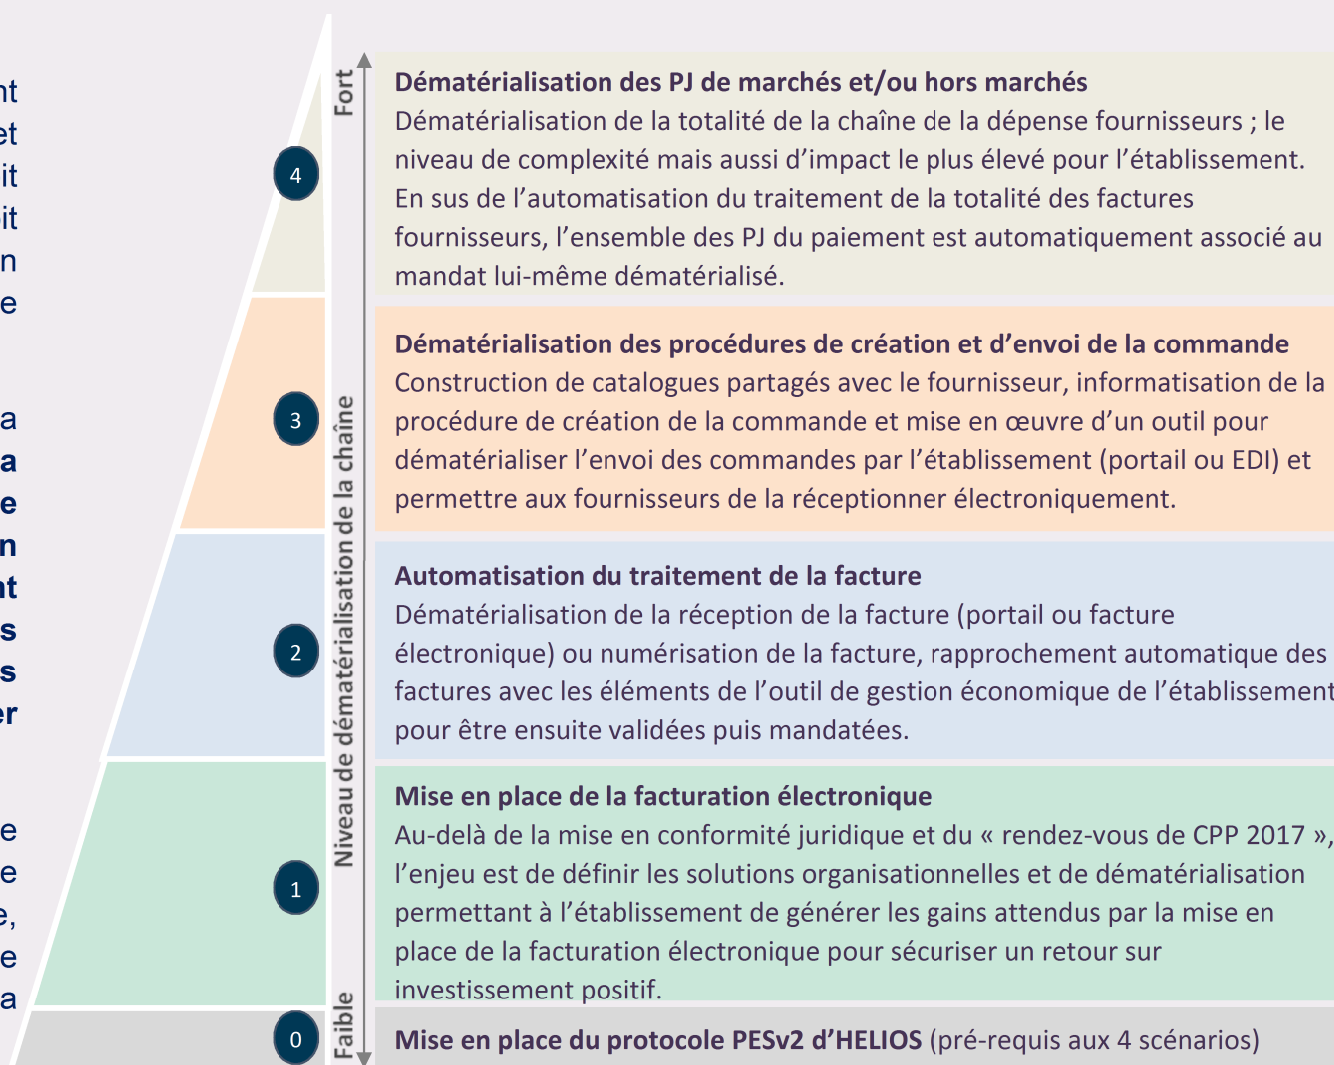 nt
et
it
oit
n
e
a
a
e
n
nt
s
s
er
e
e
e,
e
a
Fort
Niveau de dématérialisation de la chaîne
Faible
4
Dématérialisation des PJ de marchés et/ou hors marchés
Dématérialisation de la totalité de la chaîne de la dépense fournisseurs ; le
niveau de complexité mais aussi d’impact le plus élevé pour l’établissement.
En sus de l’automatisation du traitement de la totalité des factures
fournisseurs, l’ensemble des PJ du paiement est automatiquement associé au
mandat lui-même dématérialisé.
3
Dématérialisation des procédures de création et d’envoi de la commande
Construction de catalogues partagés avec le fournisseur, informatisation de la
procédure de création de la commande et mise en œuvre d’un outil pour
dématérialiser l’envoi des commandes par l’établissement (portail ou EDI) et
permettre aux fournisseurs de la réceptionner électroniquement.
2
Automatisation du traitement de la facture
Dématérialisation de la réception de la facture (portail ou facture
électronique) ou numérisation de la facture, rapprochement automatique des
factures avec les éléments de l’outil de gestion économique de l’établissement
pour être ensuite validées puis mandatées.
1
Mise en place de la facturation électronique
Au-delà de la mise en conformité juridique et du « rendez-vous de CPP 2017 »,
l’enjeu est de définir les solutions organisationnelles et de dématérialisation
permettant à l’établissement de générer les gains attendus par la mise en
place de la facturation électronique pour sécuriser un retour sur
investissement positif.
0
Mise en place du protocole PESv2 d’HELIOS (pré-requis aux 4 scénarios)